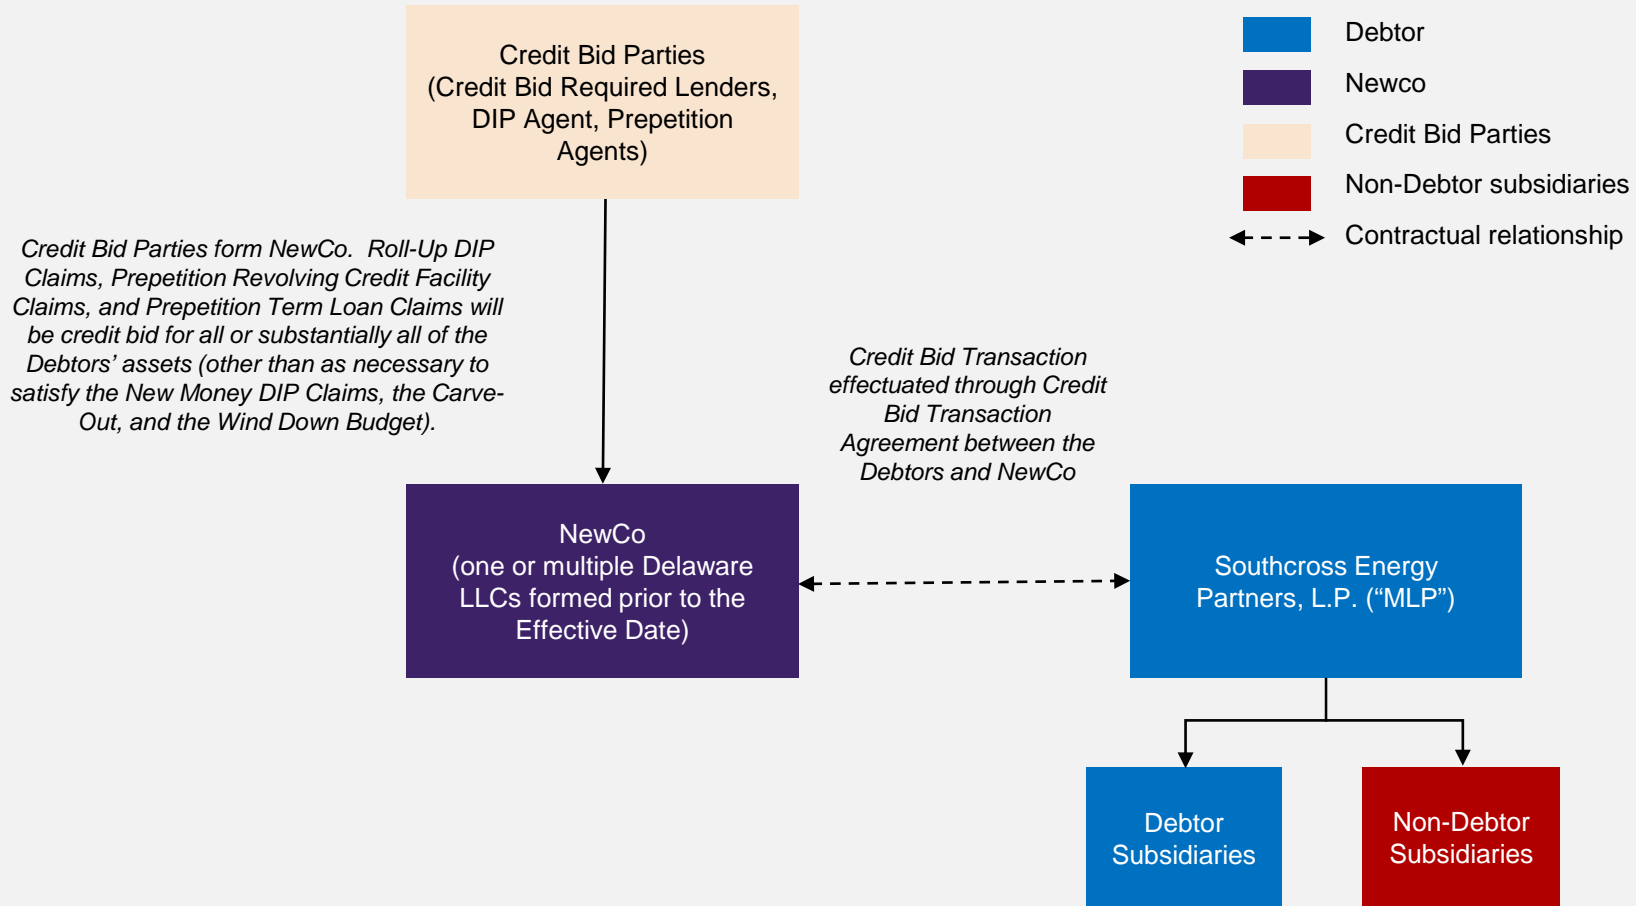 Credit Bid Parties
(Credit Bid Required Lenders,
DIP Agent, Prepetition
Agents)
Debtor
Newco
Credit Bid Parties
Non-Debtor subsidiaries
Contractual relationship
Credit Bid Parties form NewCo.  Roll-Up DIP
Claims, Prepetition Revolving Credit Facility
Claims, and Prepetition Term Loan Claims will
be credit bid for all or substantially all of the
Debtors’ assets (other than as necessary to
satisfy the New Money DIP Claims, the Carve-
Out, and the Wind Down Budget).
Credit Bid Transaction
effectuated through Credit
Bid Transaction
Agreement between the
Debtors and NewCo
NewCo
(one or multiple Delaware
LLCs formed prior to the
Effective Date)
Southcross Energy
Partners, L.P. (“MLP”)
Debtor
Subsidiaries
Non-Debtor
Subsidiaries